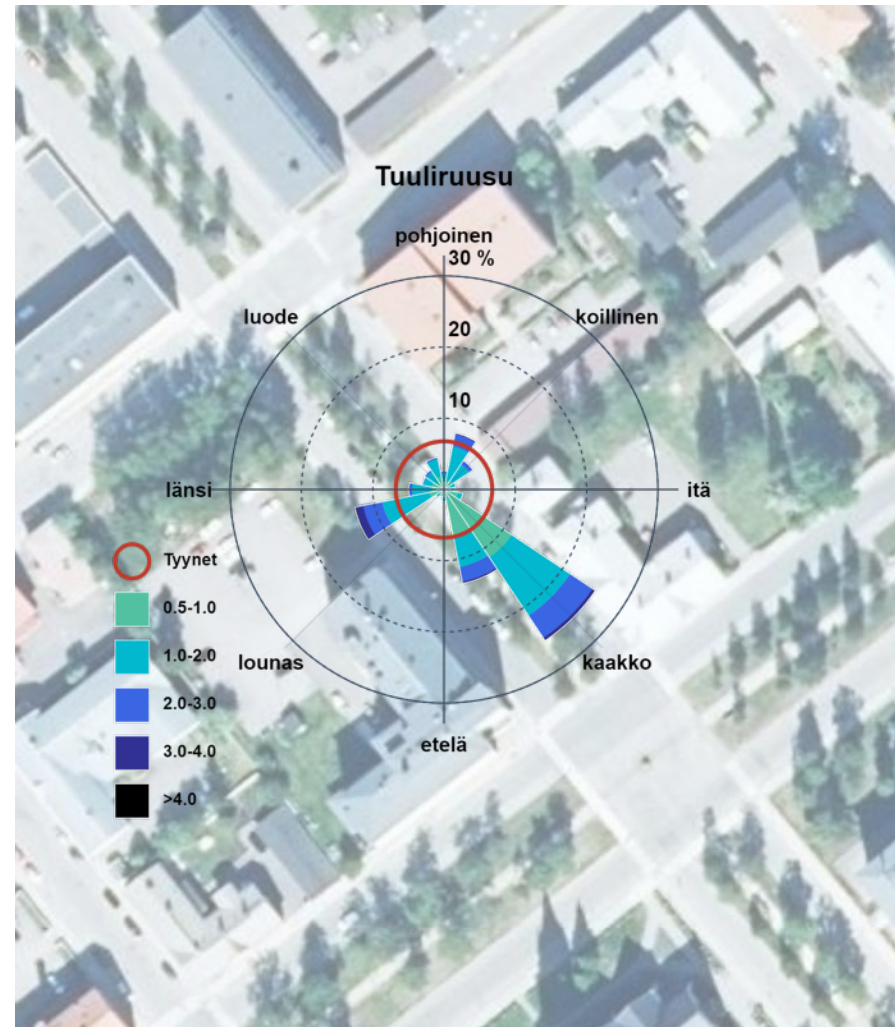 Tuuliruusu
pohjoinen
30 %
luode
koillinen
20
10
länsi
itä
Tyynet
0.5-1.0
1.0-2.0
lounas
kaakko
2.0-3.0
etelä
3.0-4.0
>4.0